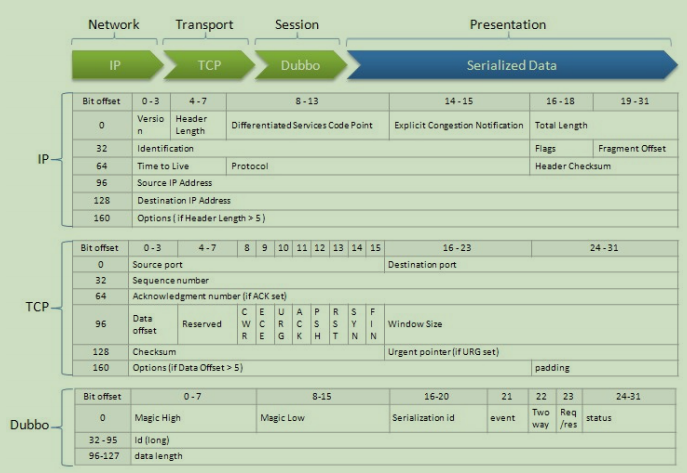 Network Transport Session Presentation
IP TCP Dubbo Serialized Data
IP
Bit offset 0 - 3 4 - 7 8 - 13 14 - 15 16 - 18 19 - 31
0 Versio n Header Length Differentiated Services Code Point Explicit Congestion Notification Total Length
32 Identification Flags Fragment Offset
64 Time to Live Protocol Header Checksum
96 Source IP Address
128 Destination IP Address
160 Options ( if Header Length > 5 )
TCP
Bit offset 0 - 3 4 - 7 8 9 10 11 12 13 14 15 16 - 23 24 - 31
0 Source port Destination port
32 Sequence number
64 Acknowledgment number (if ACK set)
96 Data offset Reserved CWR ECE URG ACK PSH RST SYN FIN Window Size
128 Checksum Urgent pointer (if URG set)
160 Options (if Data Offset > 5) padding
Dubbo
Bit offset 0 - 7 8-15 16-20 21 22 23 24-31
0 Magic High Magic Low Serialization id event Two way Req /res status
32 - 95 Id (long)
96-127 data length